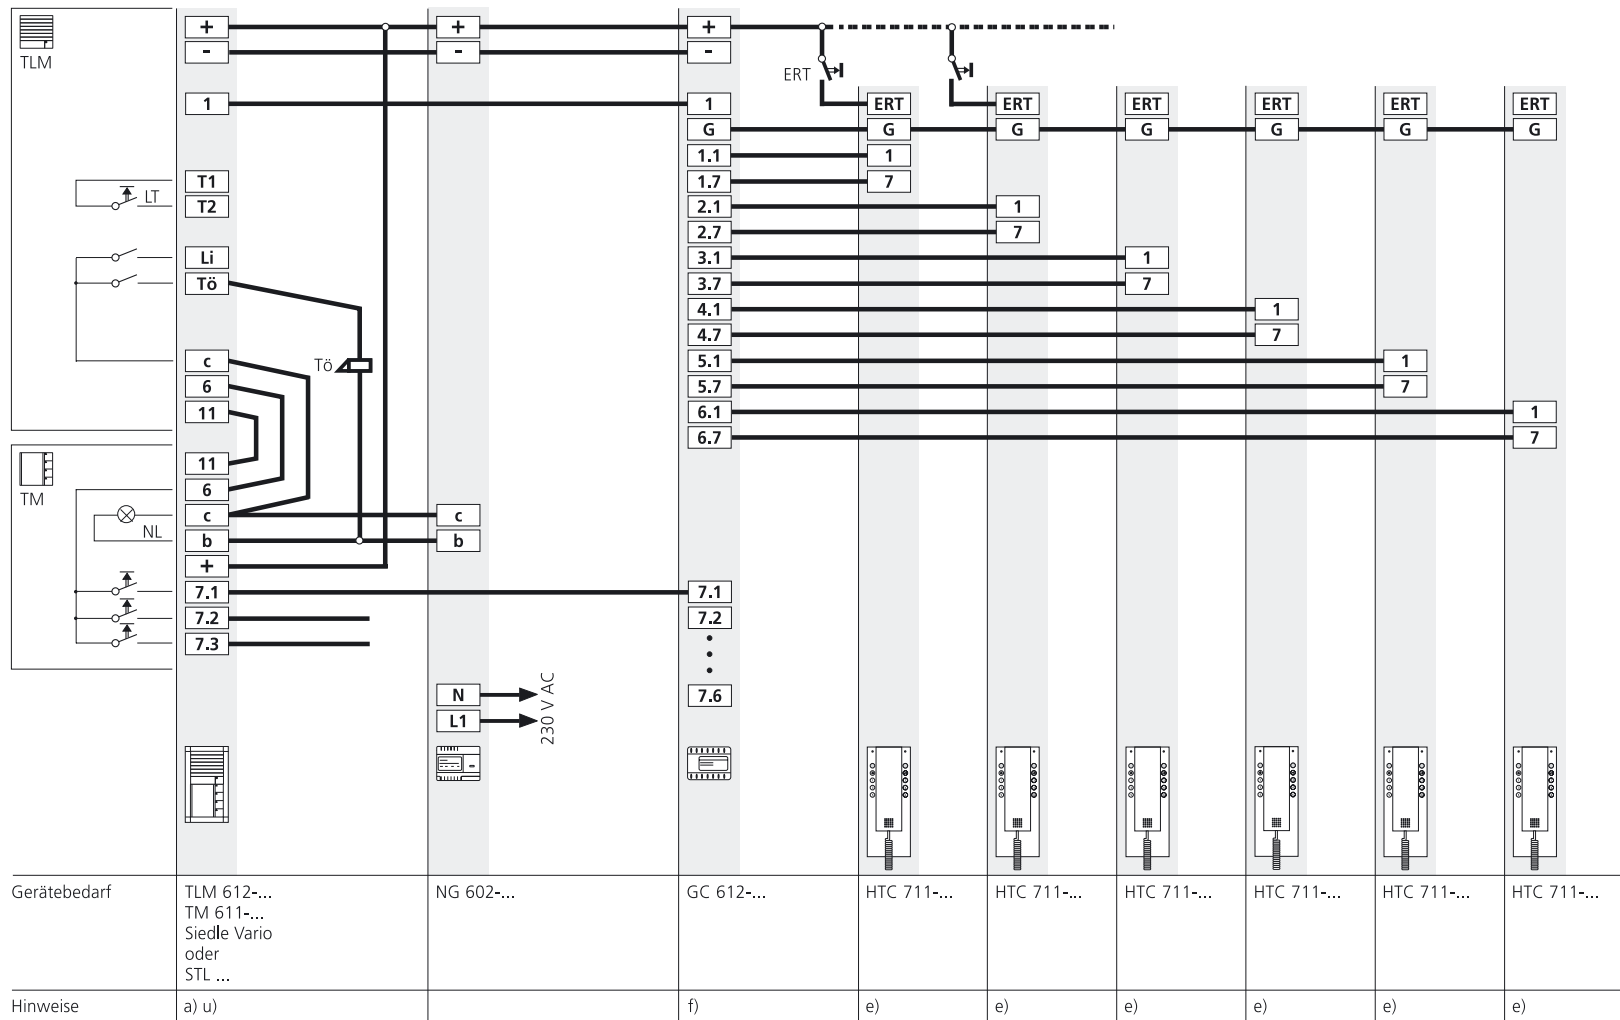 + + +
- - -
TLM
ERT
1 1 ERT ERT ERT ERT ERT ERT
G G G G G G G
1.1 1
T1 1.7 7
LT
T2 2.1 1
2.7 7
Li 3.1 1
Tö 3.7 7
4.1 1
4.7 7
c Tö 5.1 1
6 5.7 7
11 6.1 1
6.7 7
11
TM
6
c c
NL
b b
+
7.1 7.1
7.2 7.2
7.3
N 7.6
L1
230 V AC
Gerätebedarf TLM 612-... NG 602-... GC 612-... HTC 711-... HTC 711-... HTC 711-... HTC 711-... HTC 711-... HTC 711-...
TM 611-...
Siedle Vario
oder
STL ...
Hinweise a) u) f) e) e) e) e) e) e)